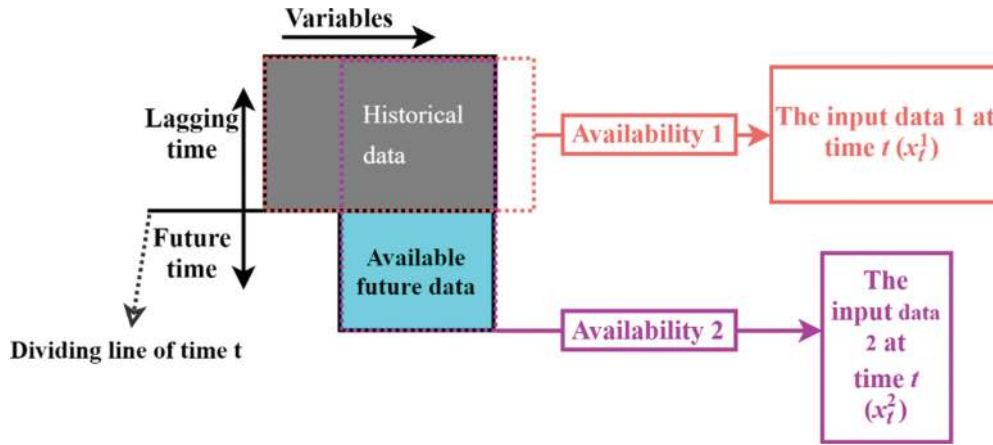 Variables
Lagging
time
Historical
data
Availability 1
The input data 1 at
time t (x_t^1)
Future
time
Available
future data
Dividing line of time t
Availability 2
The
input data
2 at
time t
(x_t^2)